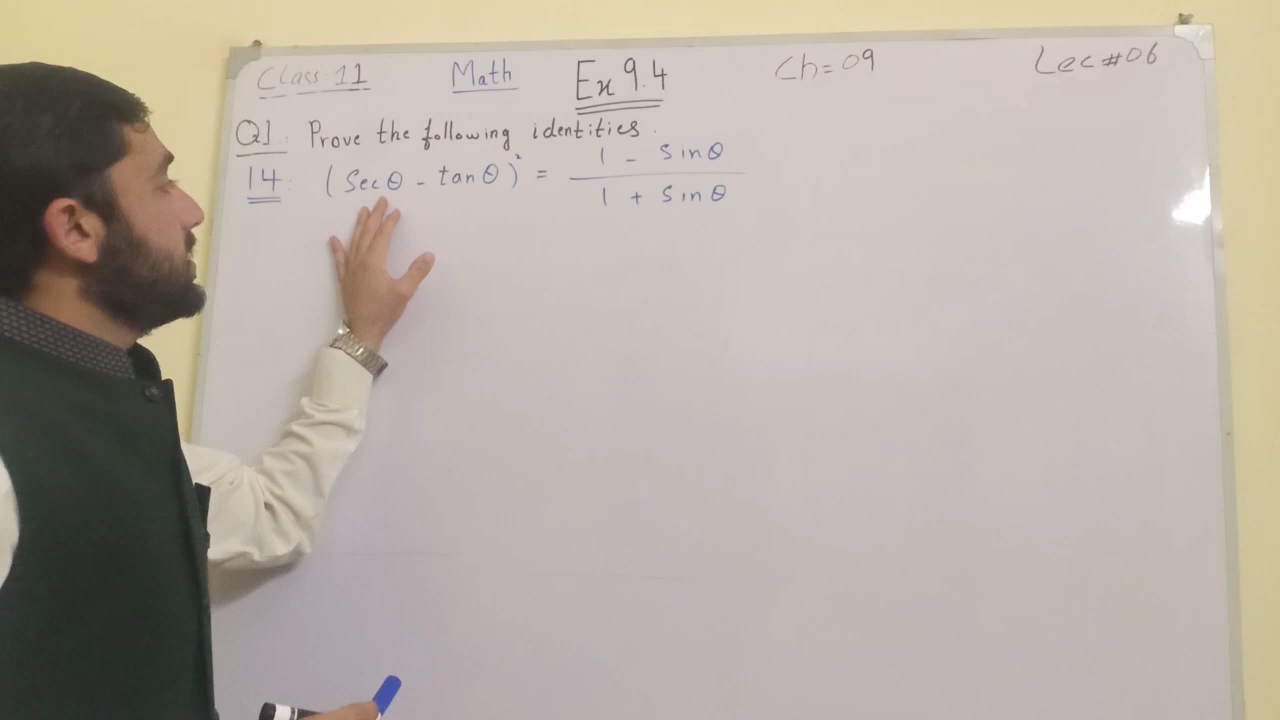 Class: 11 Math Ex 9.4 Ch = 09 Lec # 06
Q1: Prove the following identities.
14: (Secθ - tanθ)² = 1 - Sinθ / 1 + Sinθ